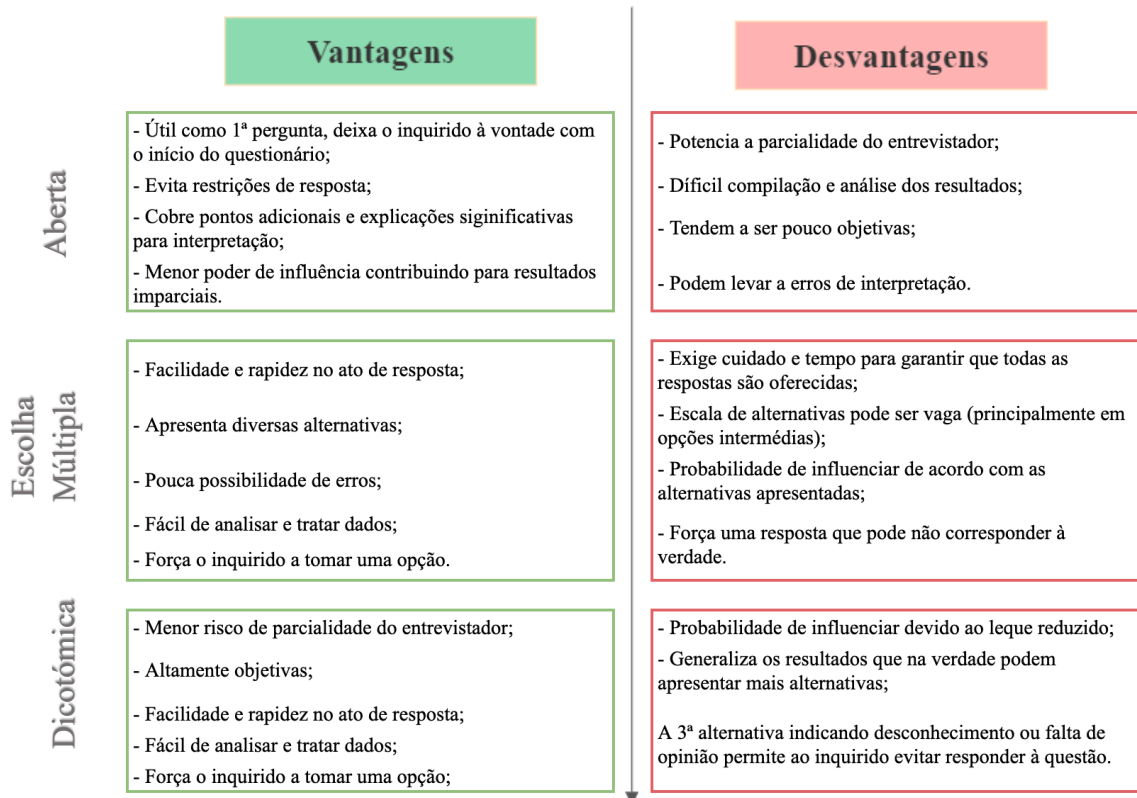 Vantagens
Desvantagens
Aberta
- Útil como 1ª pergunta, deixa o inquirido à vontade com
o início do questionário;
- Evita restrições de resposta;
- Cobre pontos adicionais e explicações siginificativas
para interpretação;
- Menor poder de influência contribuindo para resultados
imparciais.
- Potencia a parcialidade do entrevistador;
- Díficil compilação e análise dos resultados;
- Tendem a ser pouco objetivas;
- Podem levar a erros de interpretação.
Escolha
Múltipla
- Facilidade e rapidez no ato de resposta;
- Apresenta diversas alternativas;
- Pouca possibilidade de erros;
- Fácil de analisar e tratar dados;
- Força o inquirido a tomar uma opção.
- Exige cuidado e tempo para garantir que todas as
respostas são oferecidas;
- Escala de alternativas pode ser vaga (principalmente em
opções intermédias);
- Probabilidade de influenciar de acordo com as
alternativas apresentadas;
- Força uma resposta que pode não corresponder à
verdade.
Dicotómica
- Menor risco de parcialidade do entrevistador;
- Altamente objetivas;
- Facilidade e rapidez no ato de resposta;
- Fácil de analisar e tratar dados;
- Força o inquirido a tomar uma opção;
- Probabilidade de influenciar devido ao leque reduzido;
- Generaliza os resultados que na verdade podem
apresentar mais alternativas;
A 3ª alternativa indicando desconhecimento ou falta de
opinião permite ao inquirido evitar responder à questão.